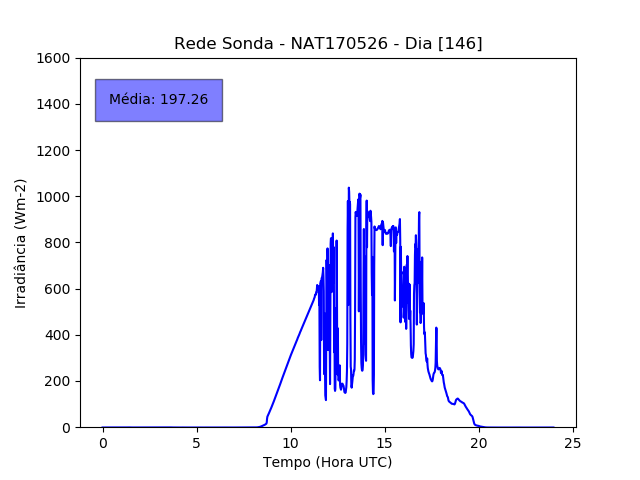 Rede Sonda - NAT170526 - Dia [146]
1600
1400
1200
1000
800
600
400
200
0
Irradiância (Wm-2)
Média: 197.26
0 5 10 15 20 25
Tempo (Hora UTC)